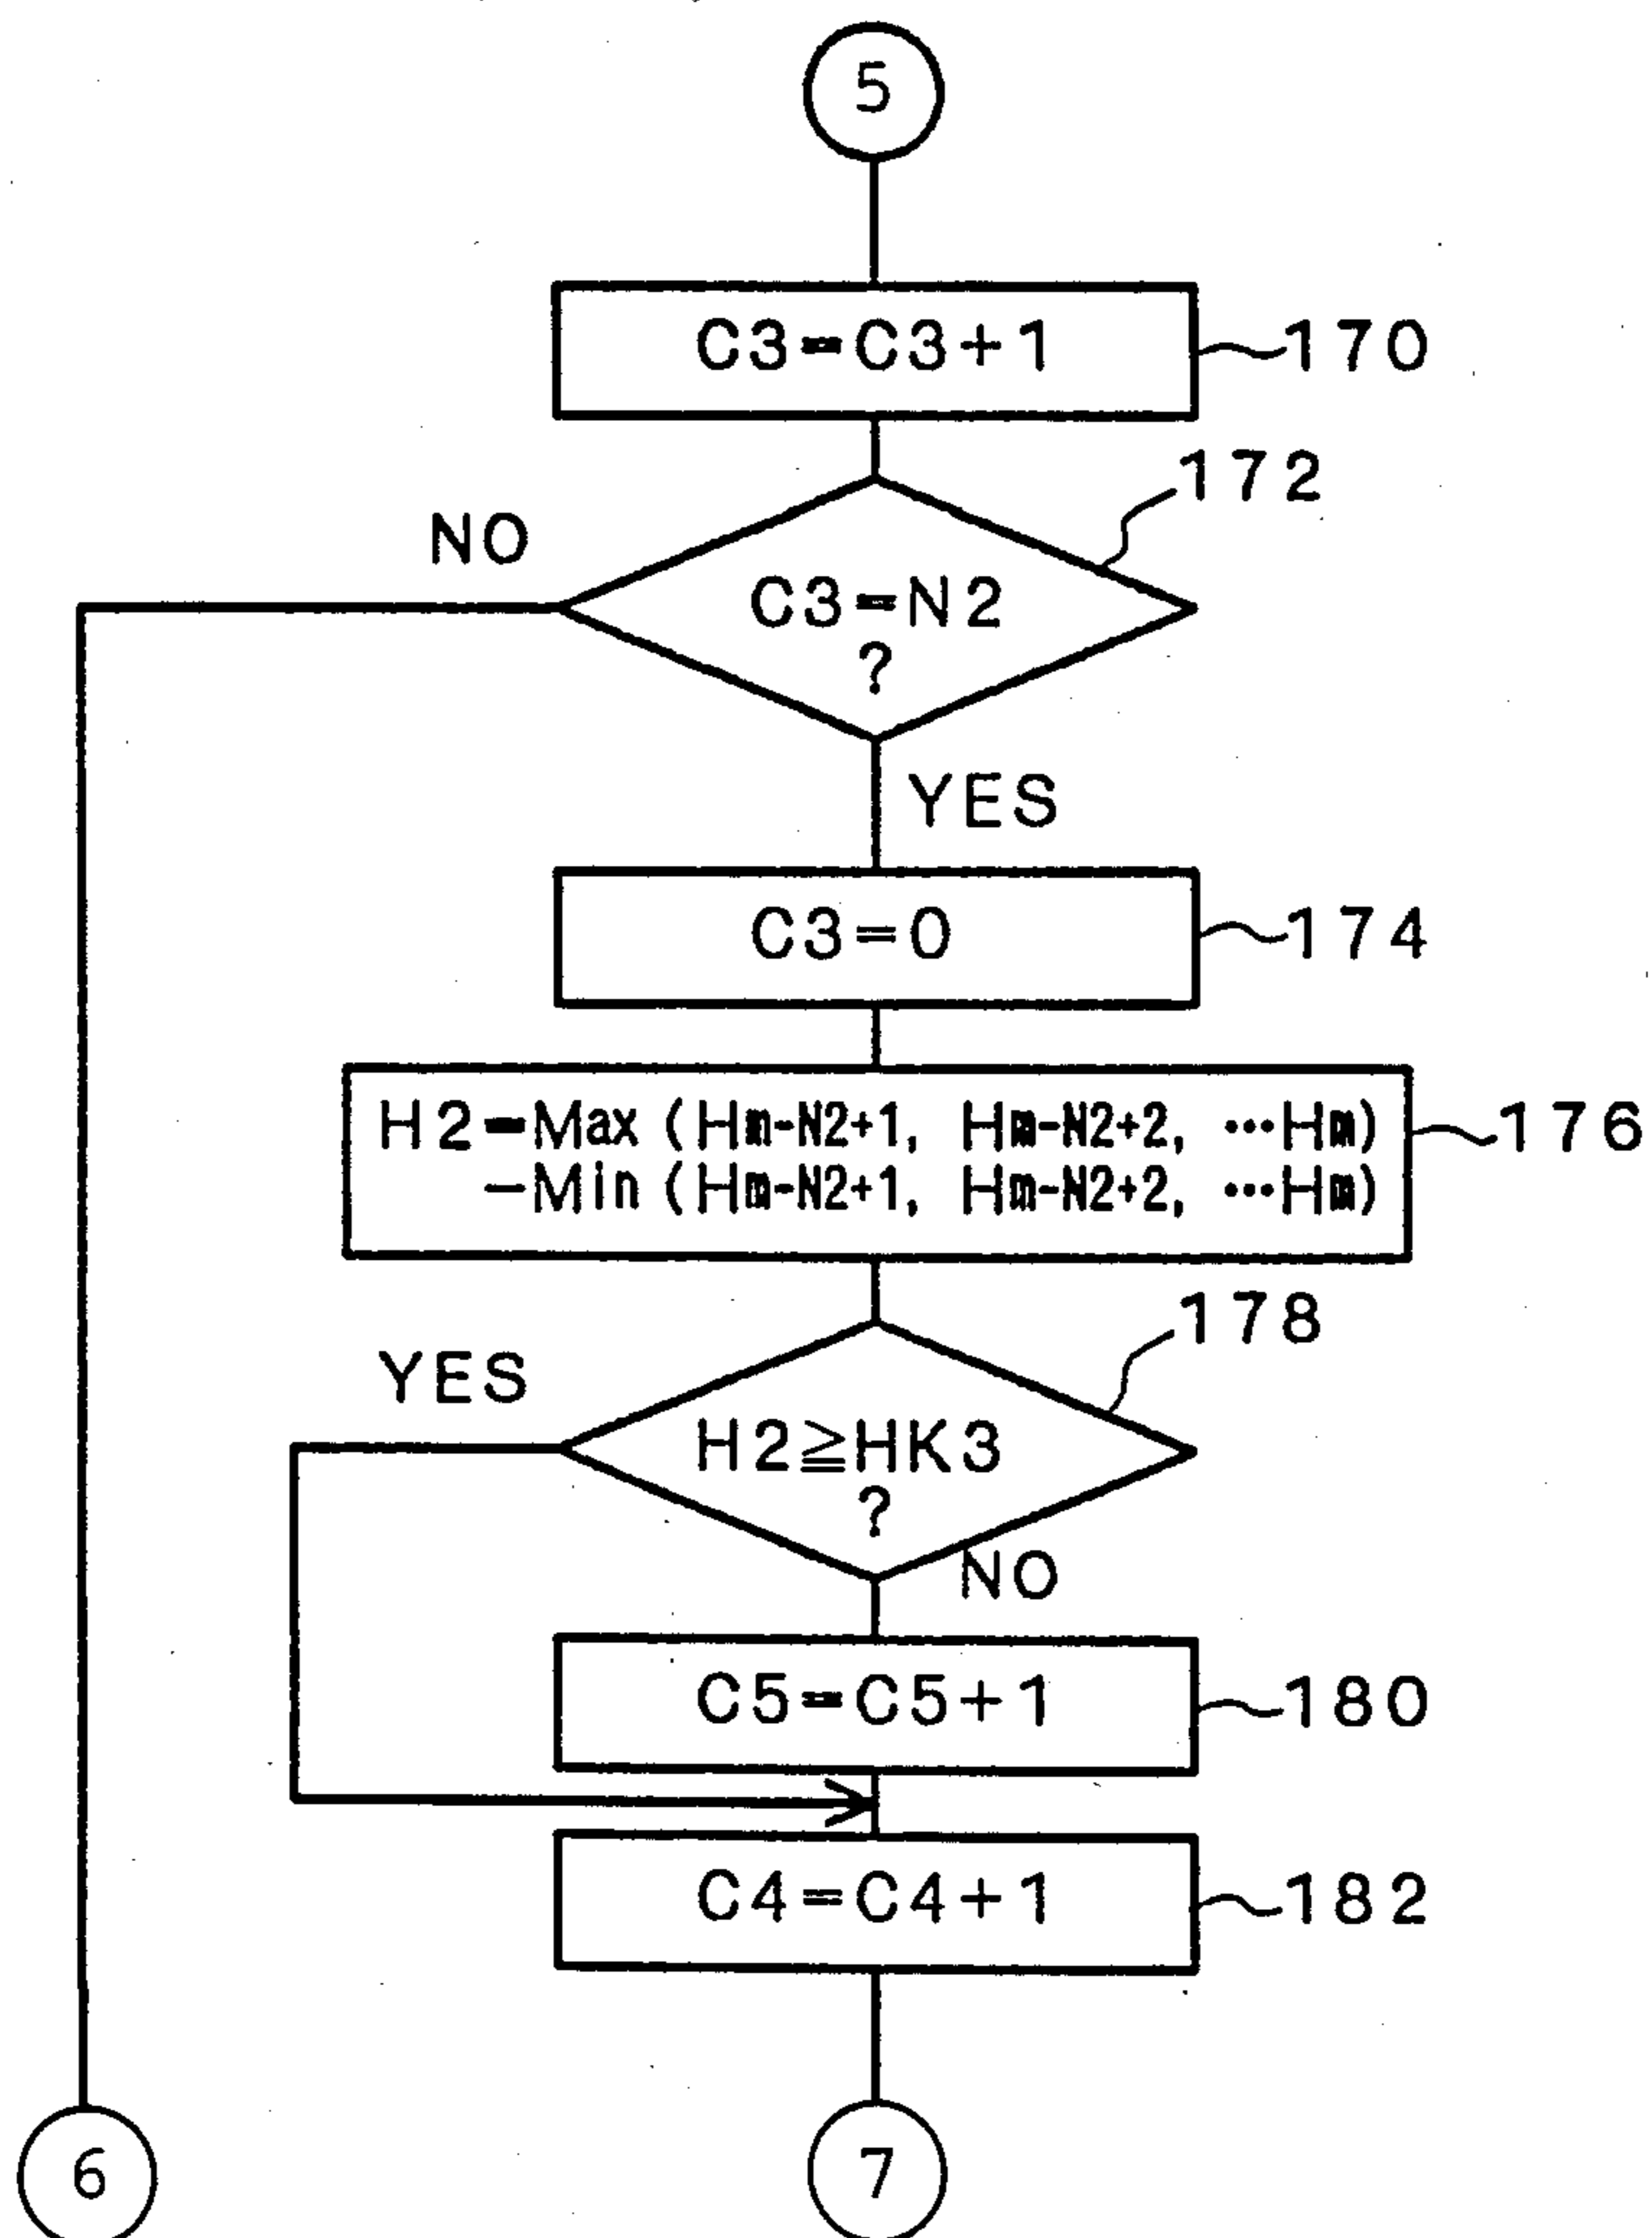 5
C3=C3+1
170
172
NO
C3=N2
?
YES
C3=0
174
H2=Max(Hm-N2+1, Hm-N2+2, …Hm)
-Min(Hm-N2+1, Hm-N2+2, …Hm)
176
178
YES
H2≧HK3
?
NO
C5=C5+1
180
C4=C4+1
182
6
7